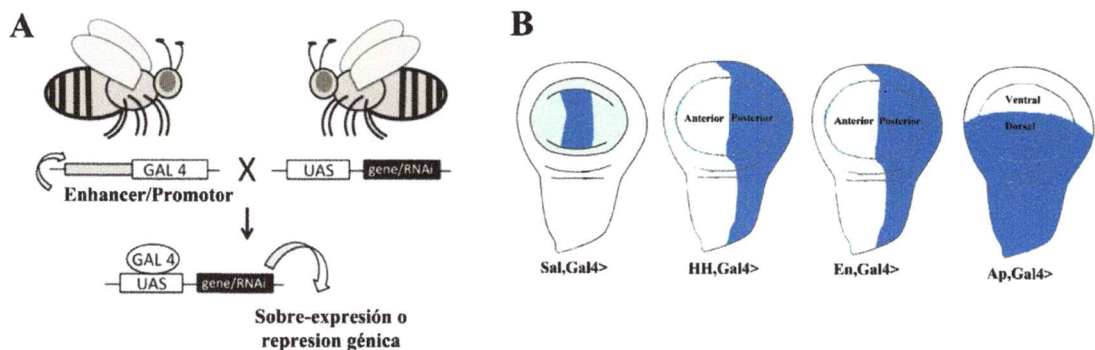 A
GAL 4
X
UAS
gene/RNAi
Enhancer/Promotor
GAL 4
UAS
gene/RNAi
Sobre-expresión o
represion génica
B
Anterior
Posterior
Anterior
Posterior
Ventral
Dorsal
Sal,Gal4>
HH,Gal4>
En,Gal4>
Ap,Gal4>